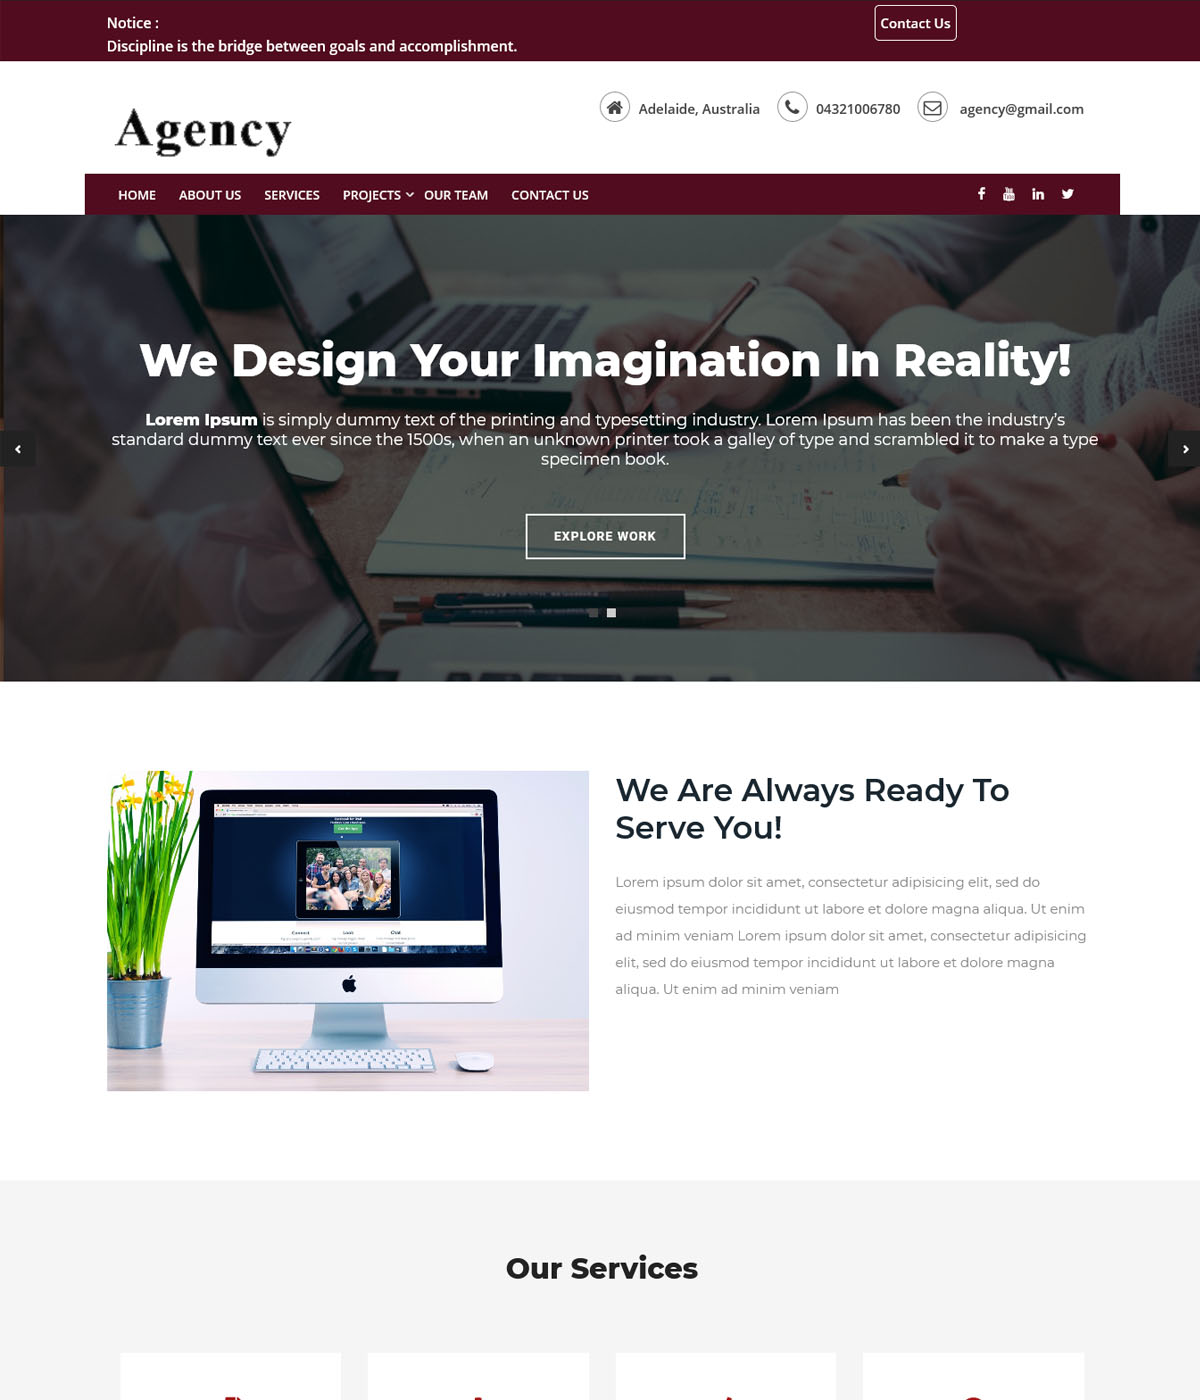 Notice :
Discipline is the bridge between goals and accomplishment.
Contact Us
Agency
Adelaide, Australia
04321006780
agency@gmail.com
HOME ABOUT US SERVICES PROJECTS OUR TEAM CONTACT US
We Design Your Imagination In Reality!
Lorem Ipsum is simply dummy text of the printing and typesetting industry. Lorem Ipsum has been the industry’s
standard dummy text ever since the 1500s, when an unknown printer took a galley of type and scrambled it to make a type
specimen book.
EXPLORE WORK
Connect Look Chat
We Are Always Ready To
Serve You!
Lorem ipsum dolor sit amet, consectetur adipisicing elit, sed do
eiusmod tempor incididunt ut labore et dolore magna aliqua. Ut enim
ad minim veniam Lorem ipsum dolor sit amet, consectetur adipisicing
elit, sed do eiusmod tempor incididunt ut labore et dolore magna
aliqua. Ut enim ad minim veniam
Our Services